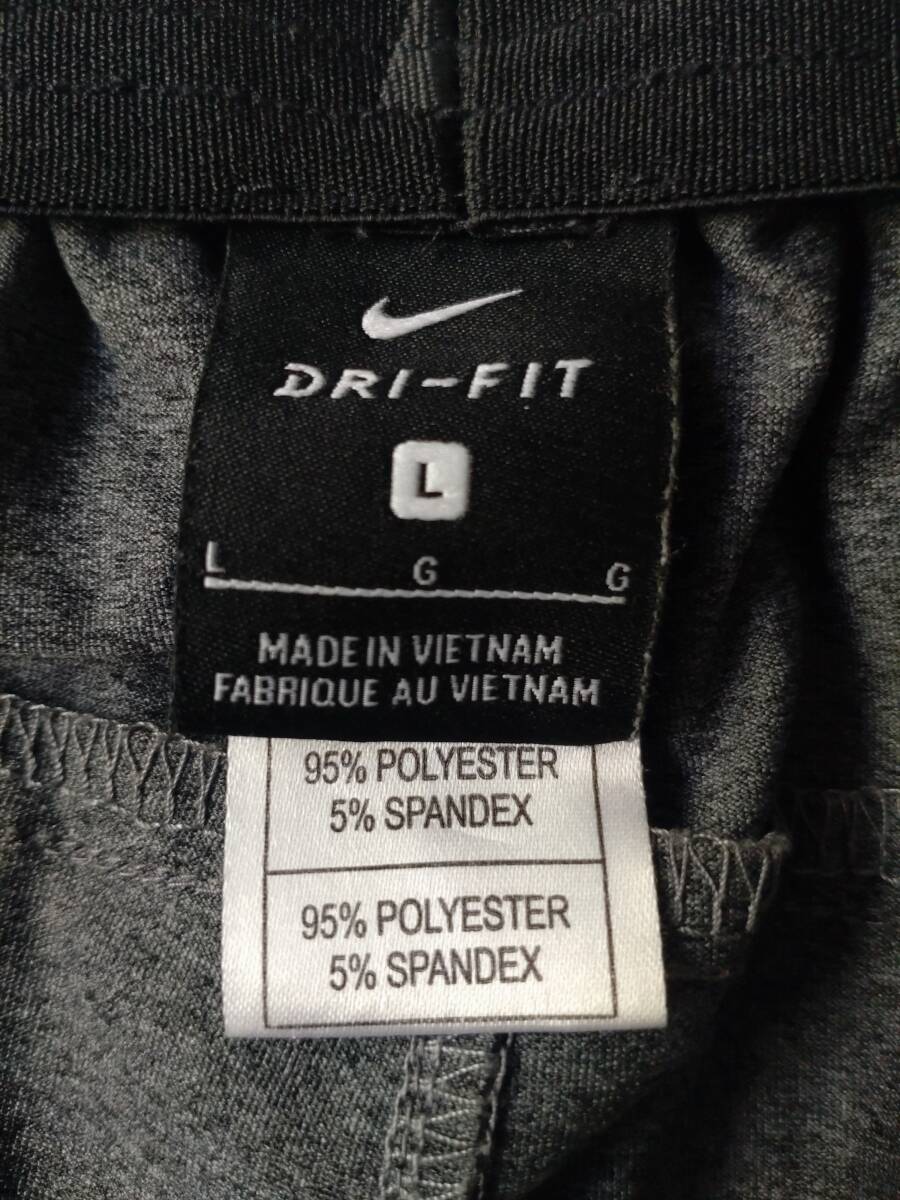 DRI-FIT
L
L G G
MADE IN VIETNAM
FABRIQUE AU VIETNAM
95% POLYESTER
5% SPANDEX
95% POLYESTER
5% SPANDEX